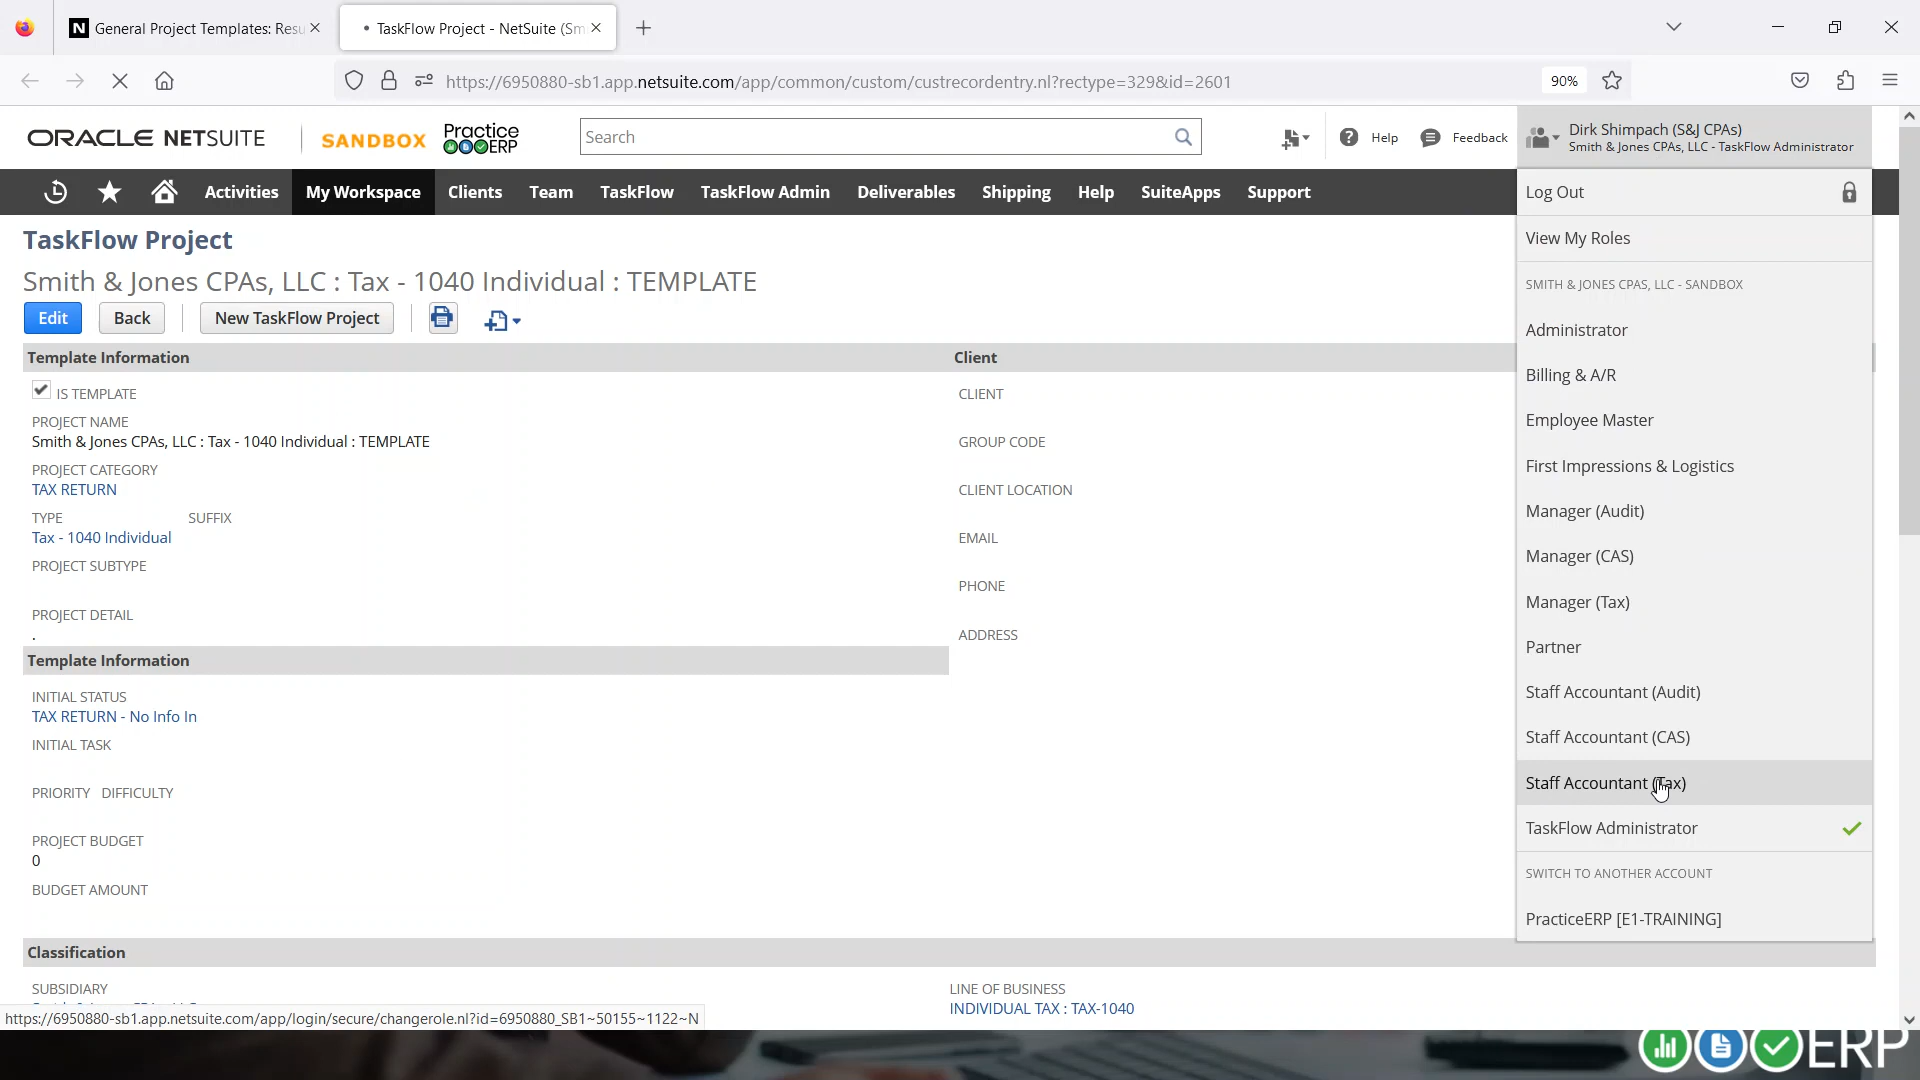 General Project Templates: Resu
TaskFlow Project - NetSuite (Sm
https://6950880-sb1.app.netsuite.com/app/common/custom/custrecordentry.nl?rectype=329&id=2601
90%
ORACLE NETSUITE
SANDBOX
Practice
ERP
Search
Help
Feedback
Dirk Shimpach (S&J CPAs)
Smith & Jones CPAs, LLC - TaskFlow Administrator
Activities
My Workspace
Clients
Team
TaskFlow
TaskFlow Admin
Deliverables
Shipping
Help
SuiteApps
Support
Log Out
View My Roles
SMITH & JONES CPAS, LLC - SANDBOX
Administrator
Billing & A/R
Employee Master
First Impressions & Logistics
Manager (Audit)
Manager (CAS)
Manager (Tax)
Partner
Staff Accountant (Audit)
Staff Accountant (CAS)
Staff Accountant (Tax)
TaskFlow Administrator
SWITCH TO ANOTHER ACCOUNT
PracticeERP [E1-TRAINING]
TaskFlow Project
Smith & Jones CPAs, LLC : Tax - 1040 Individual : TEMPLATE
Edit
Back
New TaskFlow Project
Template Information
IS TEMPLATE
PROJECT NAME
Smith & Jones CPAs, LLC : Tax - 1040 Individual : TEMPLATE
PROJECT CATEGORY
TAX RETURN
TYPE
SUFFIX
Tax - 1040 Individual
PROJECT SUBTYPE
PROJECT DETAIL
.
Client
CLIENT
GROUP CODE
CLIENT LOCATION
EMAIL
PHONE
ADDRESS
Template Information
INITIAL STATUS
TAX RETURN - No Info In
INITIAL TASK
PRIORITY DIFFICULTY
PROJECT BUDGET
0
BUDGET AMOUNT
Classification
SUBSIDIARY
LINE OF BUSINESS
INDIVIDUAL TAX : TAX-1040
https://6950880-sb1.app.netsuite.com/app/login/secure/changerole.nl?id=6950880_SB1~50155~1122~N
ERP